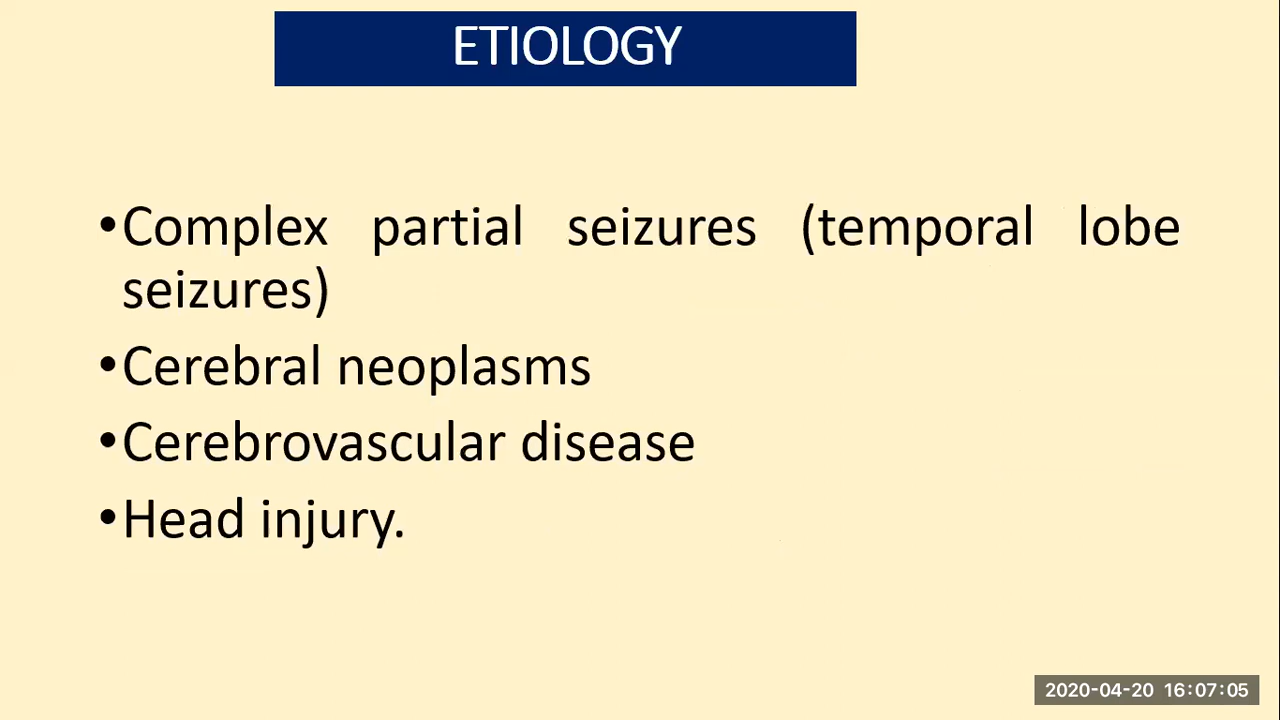 ETIOLOGY
•Complex partial seizures (temporal lobe
seizures)
•Cerebral neoplasms
•Cerebrovascular disease
•Head injury.
2020-04-20 16:07:05